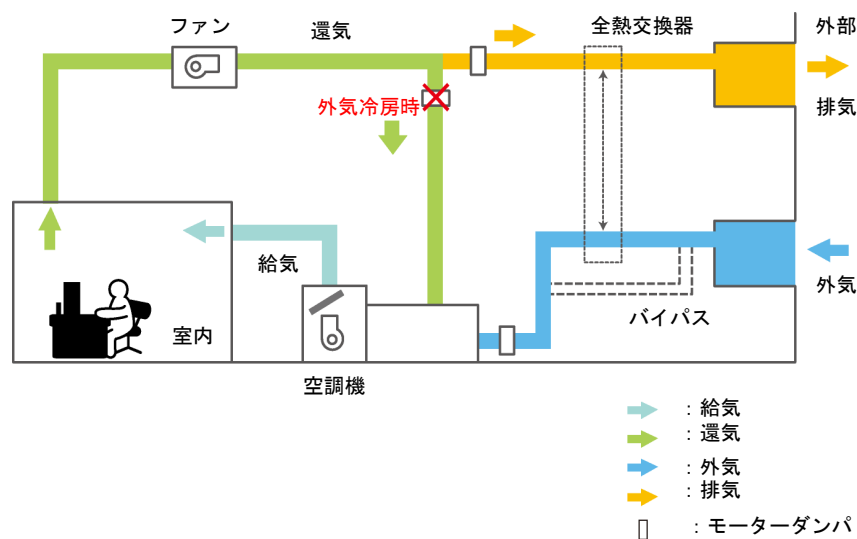 ファン
還気
全熱交換器
外部
外気冷房時
排気
給気
外気
バイパス
室内
空調機
：給気
：還気
：外気
：排気
：モーターダンパ